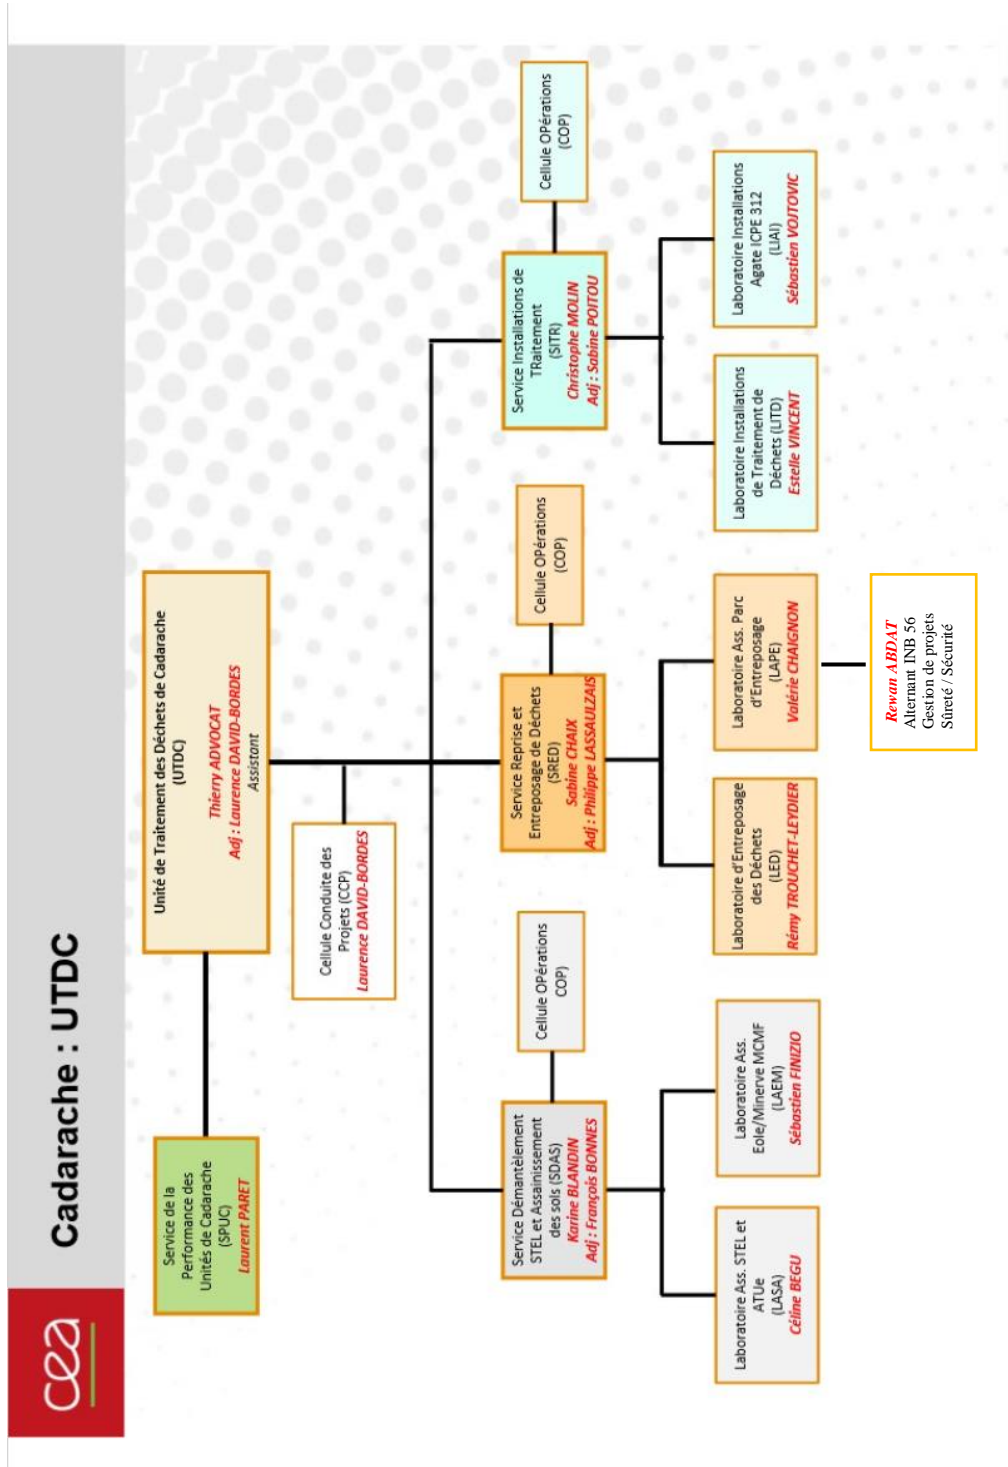 cea
Cadarache : UTDC
Service de la
Performance des
Unités de Cadarache
(SPUC)
Laurent PARET
Unité de Traitement des Déchets de Cadarache
(UTDC)
Thierry ADVOCAT
Adj : Laurence DAVID-BORDES
Assistant
Cellule Conduite des
Projets (CCP)
Laurence DAVID-BORDES
Service Démantèlement
STEL et Assainissement
des sols (SDAS)
Karine BLANDIN
Adj : François BONNES
Cellule OPérations
COP)
Service Reprise et
Entreposage de Déchets
(SRED)
Sabine CHAIX
Adj : Philippe LASSAULZAIS
Cellule OPérations
(COP)
Service Installations de
TRaitement
(SITR)
Christophe MOLIN
Adj : Sabine POITOU
Cellule OPérations
(COP)
Laboratoire Ass. STEL et
ATUe
(LASA)
Céline BEGU
Laboratoire Ass.
Eole/Minerve MCMF
(LAEM)
Sébastien FINIZIO
Laboratoire d'Entreposage
des Déchets
(LED)
Rémy TROUCHET-LEYDIER
Laboratoire Ass. Parc
d'Entreposage
(LAPE)
Valérie CHAIGNON
Laboratoire Installations
de Traitement de
Déchets (LITD)
Estelle VINCENT
Laboratoire Installations
Agate ICPE 312
(LIAI)
Sébastien VOJTOVIC
Rewan ABDAT
Alternant INB 56
Gestion de projets
Sûreté / Sécurité